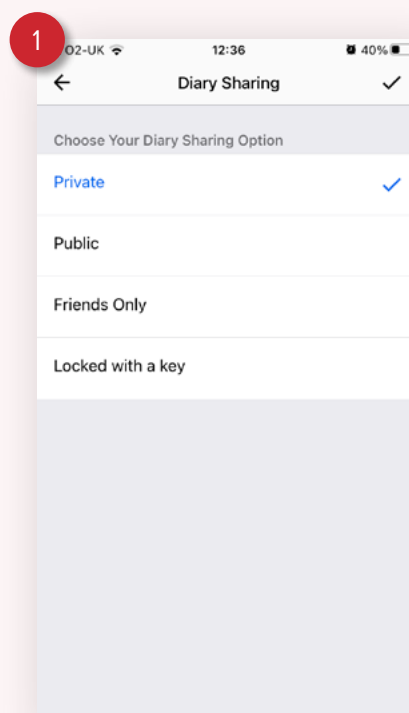 1
O2-UK 12:36 40%
Diary Sharing
Choose Your Diary Sharing Option
Private
Public
Friends Only
Locked with a key